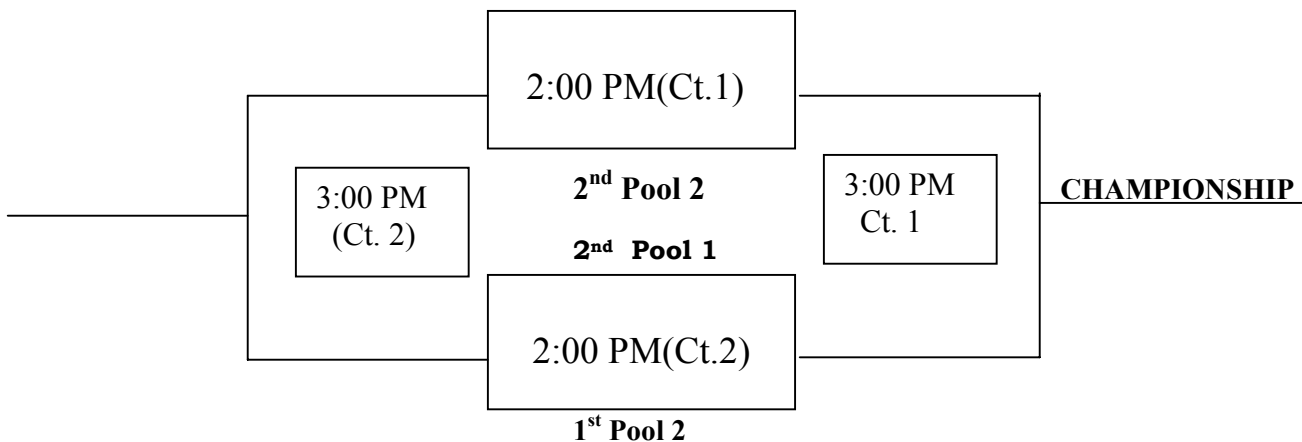 2:00 PM(Ct.1)
2nd Pool 2
3:00 PM
(Ct. 2)
3:00 PM
Ct. 1
CHAMPIONSHIP
2nd Pool 1
2:00 PM(Ct.2)
1st Pool 2